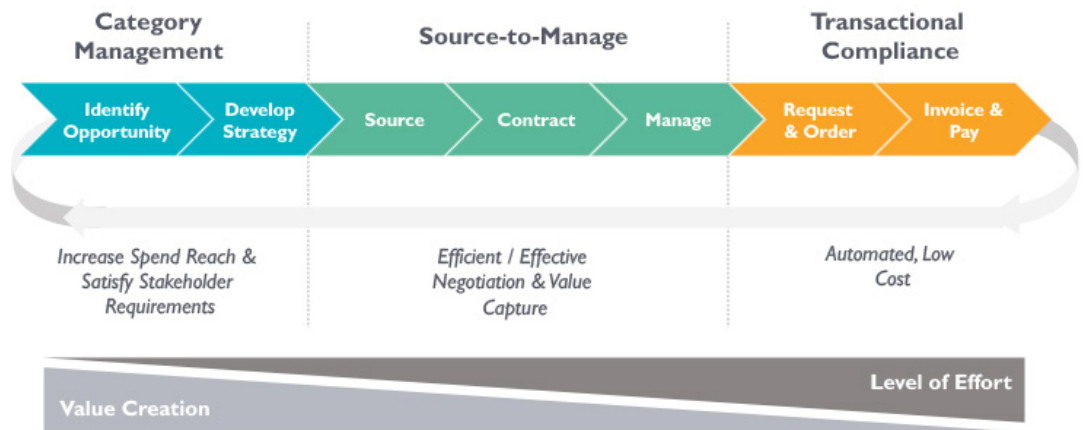 Category
Management
Source-to-Manage
Transactional
Compliance
Identify
Opportunity
Develop
Strategy
Source
Contract
Manage
Request
& Order
Invoice &
Pay
Increase Spend Reach &
Satisfy Stakeholder
Requirements
Efficient / Effective
Negotiation & Value
Capture
Automated, Low
Cost
Level of Effort
Value Creation